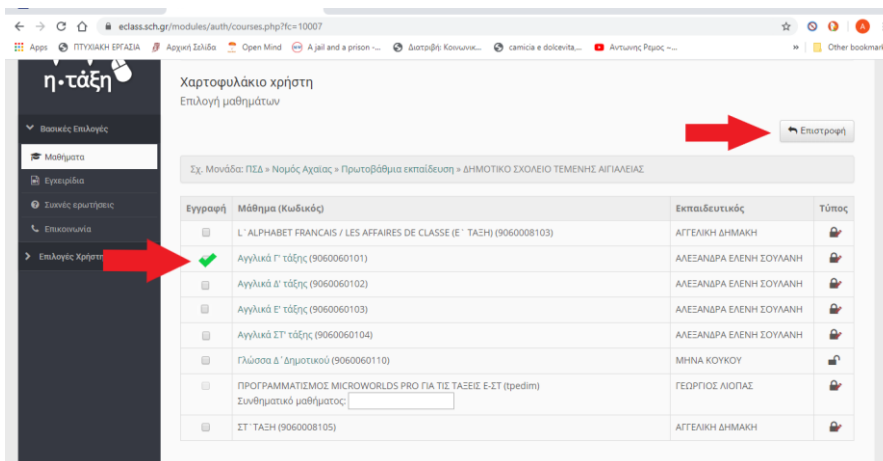 eclass.sch.gr/modules/auth/courses.php?fc=10007
Apps ΠΤΥΧΙΑΚΗ ΕΡΓΑΣΙΑ Αρχική Σελίδα Open Mind A jail and a prison -... Διατριβή: Κοινωνικ... camicia e dolcevita,... Αντωνης Ρεμος ~... » Other bookmar
η·τάξη
Χαρτοφυλάκιο χρήστη
Επιλογή μαθημάτων
Βασικές Επιλογές
Επιστροφή
Μαθήματα
Σχ. Μονάδα: ΠΣΔ » Νομός Αχαϊας » Πρωτοβάθμια εκπαίδευση » ΔΗΜΟΤΙΚΟ ΣΧΟΛΕΙΟ ΤΕΜΕΝΗΣ ΑΙΓΙΑΛΕΙΑΣ
Εγχειρίδια
Συχνές ερωτήσεις
Επικοινωνία
Επιλογές Χρήστη
Εγγραφή Μάθημα (Κωδικός) Εκπαιδευτικός Τύπος
L΄ALPHABET FRANCAIS / LES AFFAIRES DE CLASSE (Ε΄ ΤΑΞΗ) (9060008103) ΑΓΓΕΛΙΚΗ ΔΗΜΑΚΗ
Αγγλικά Γ' τάξης (9060060101) ΑΛΕΞΑΝΔΡΑ ΕΛΕΝΗ ΣΟΥΛΑΝΗ
Αγγλικά Δ' τάξης (9060060102) ΑΛΕΞΑΝΔΡΑ ΕΛΕΝΗ ΣΟΥΛΑΝΗ
Αγγλικά Ε' τάξης (9060060103) ΑΛΕΞΑΝΔΡΑ ΕΛΕΝΗ ΣΟΥΛΑΝΗ
Αγγλικά ΣΤ' τάξης (9060060104) ΑΛΕΞΑΝΔΡΑ ΕΛΕΝΗ ΣΟΥΛΑΝΗ
Γλώσσα Δ΄Δημοτικού (9060060110) ΜΗΝΑ ΚΟΥΚΟΥ
ΠΡΟΓΡΑΜΜΑΤΙΣΜΟΣ MICROWORLDS PRO ΓΙΑ ΤΙΣ ΤΑΞΕΙΣ Ε-ΣΤ (tpedim) ΓΕΩΡΓΙΟΣ ΛΙΟΠΑΣ
Συνθηματικό μαθήματος:
ΣΤ΄ΤΑΞΗ (9060008105) ΑΓΓΕΛΙΚΗ ΔΗΜΑΚΗ